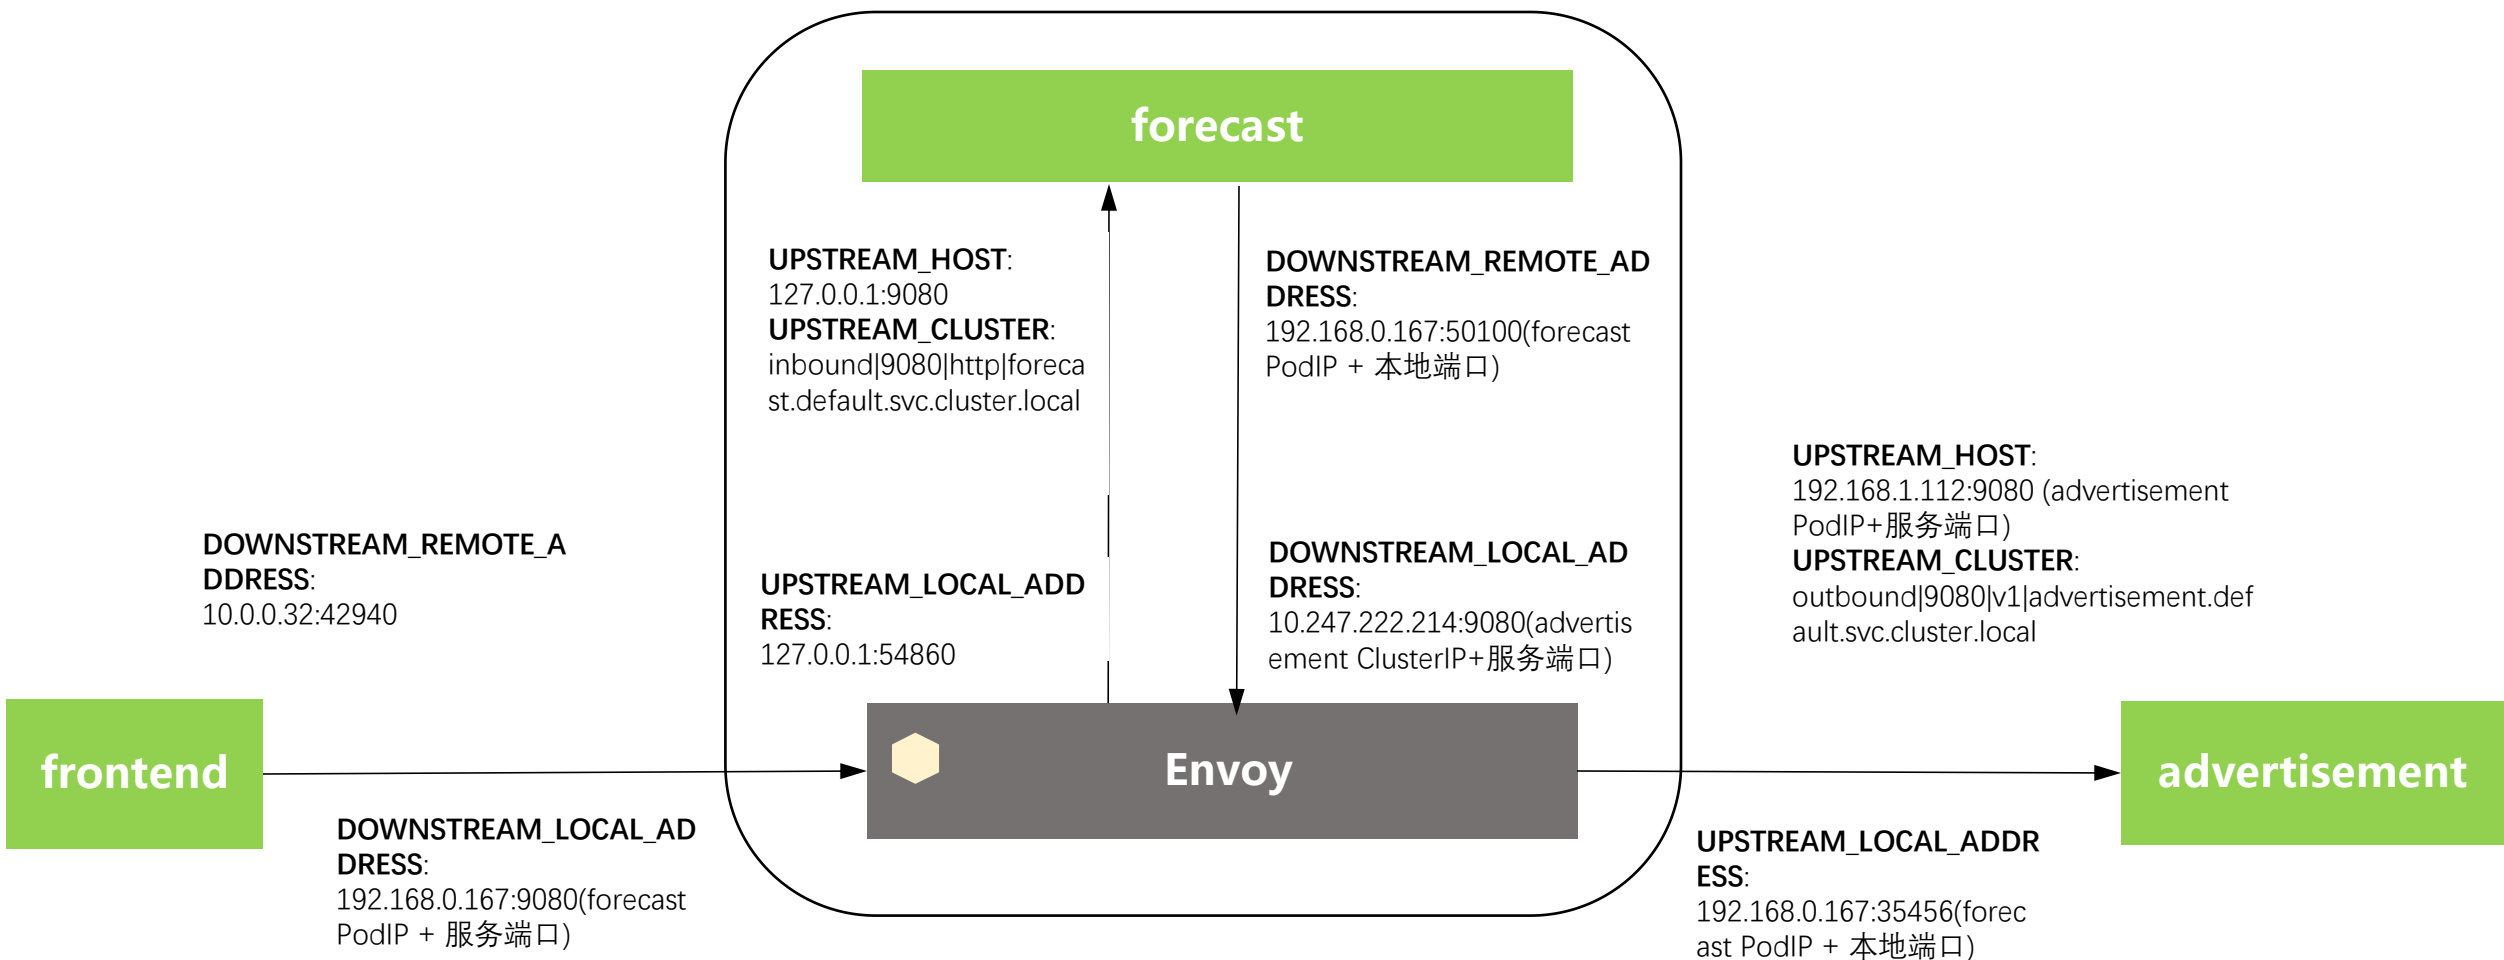 forecast
UPSTREAM_HOST:
127.0.0.1:9080
UPSTREAM_CLUSTER:
inbound|9080|http|foreca
st.default.svc.cluster.local
DOWNSTREAM_REMOTE_AD
DRESS:
192.168.0.167:50100(forecast
PodIP + 本地端口)
UPSTREAM_HOST:
192.168.1.112:9080 (advertisement
PodIP+服务端口)
UPSTREAM_CLUSTER:
outbound|9080|v1|advertisement.def
ault.svc.cluster.local
DOWNSTREAM_REMOTE_A
DDRESS:
10.0.0.32:42940
UPSTREAM_LOCAL_ADD
RESS:
127.0.0.1:54860
DOWNSTREAM_LOCAL_AD
DRESS:
10.247.222.214:9080(advertis
ement ClusterIP+服务端口)
frontend
Envoy
advertisement
DOWNSTREAM_LOCAL_AD
DRESS:
192.168.0.167:9080(forecast
PodIP + 服务端口)
UPSTREAM_LOCAL_ADDR
ESS:
192.168.0.167:35456(forec
ast PodIP + 本地端口)